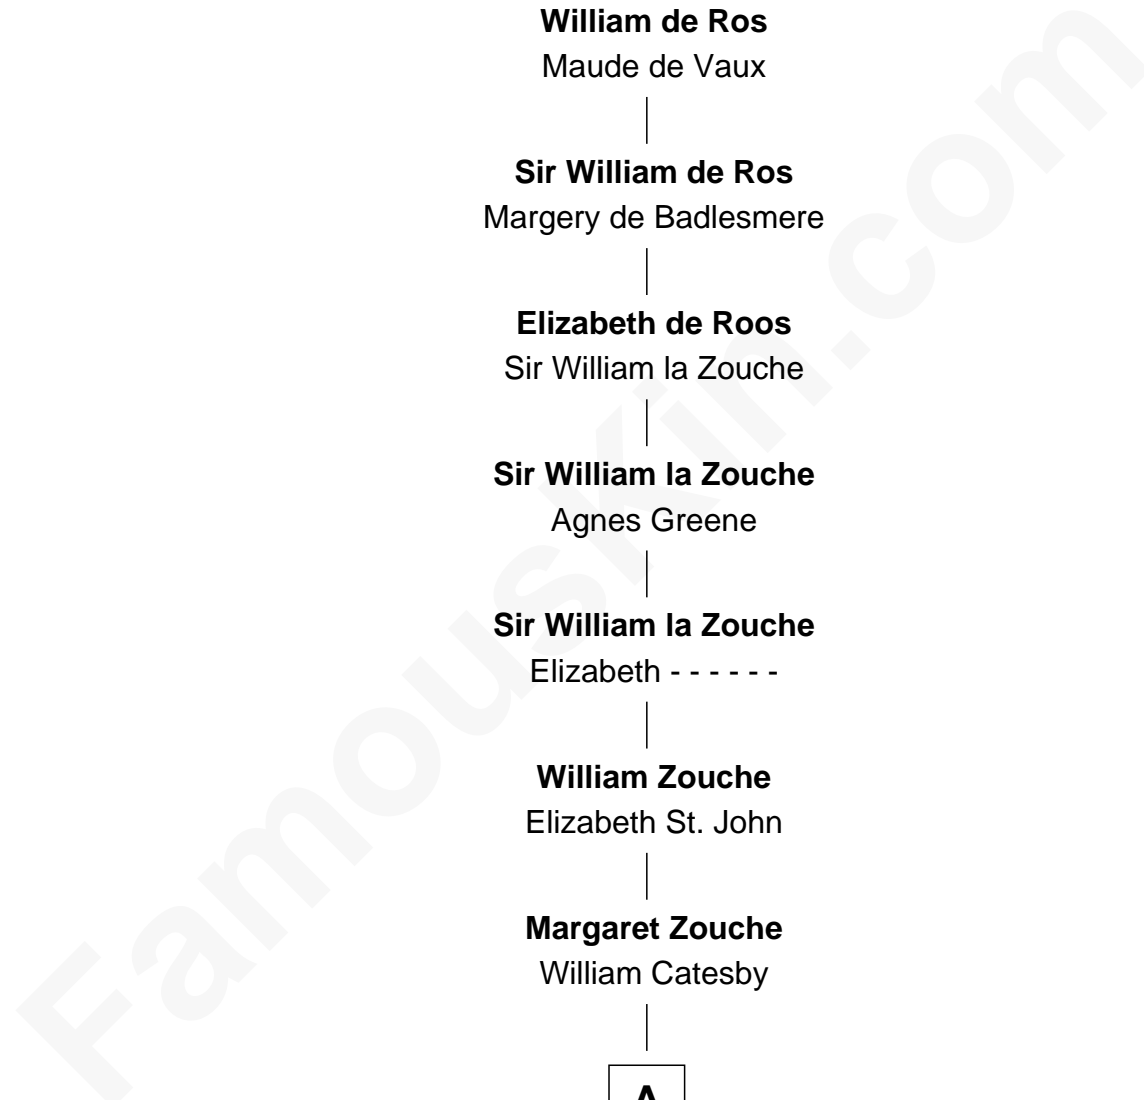 William de Ros
Maude de Vaux
Sir William de Ros
Margery de Badlesmere
Elizabeth de Roos
Sir William la Zouche
Sir William la Zouche
Agnes Greene
Sir William la Zouche
Elizabeth - - - - - -
William Zouche
Elizabeth St. John
Margaret Zouche
William Catesby
A
FamousKin.com